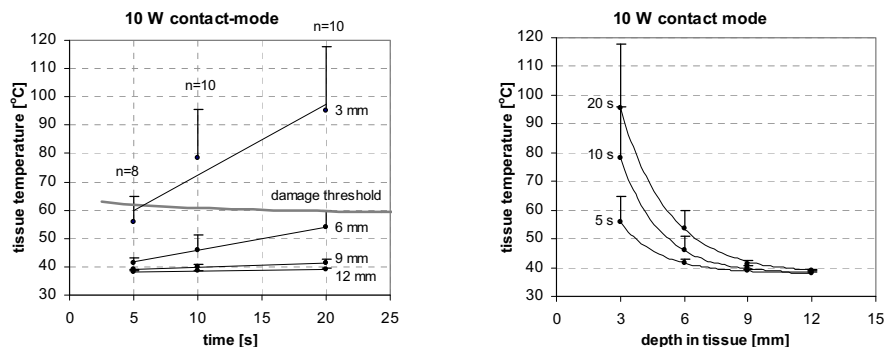 10 W contact-mode
120
110
100
90
80
70
60
50
40
30
tissue temperature [°C]
n=10
n=10
n=8
3 mm
damage threshold
6 mm
9 mm
12 mm
0 5 10 15 20 25
time [s]
10 W contact mode
120
110
100
90
80
70
60
50
40
30
tissue temperature [°C]
20 s
10 s
5 s
0 3 6 9 12 15
depth in tissue [mm]